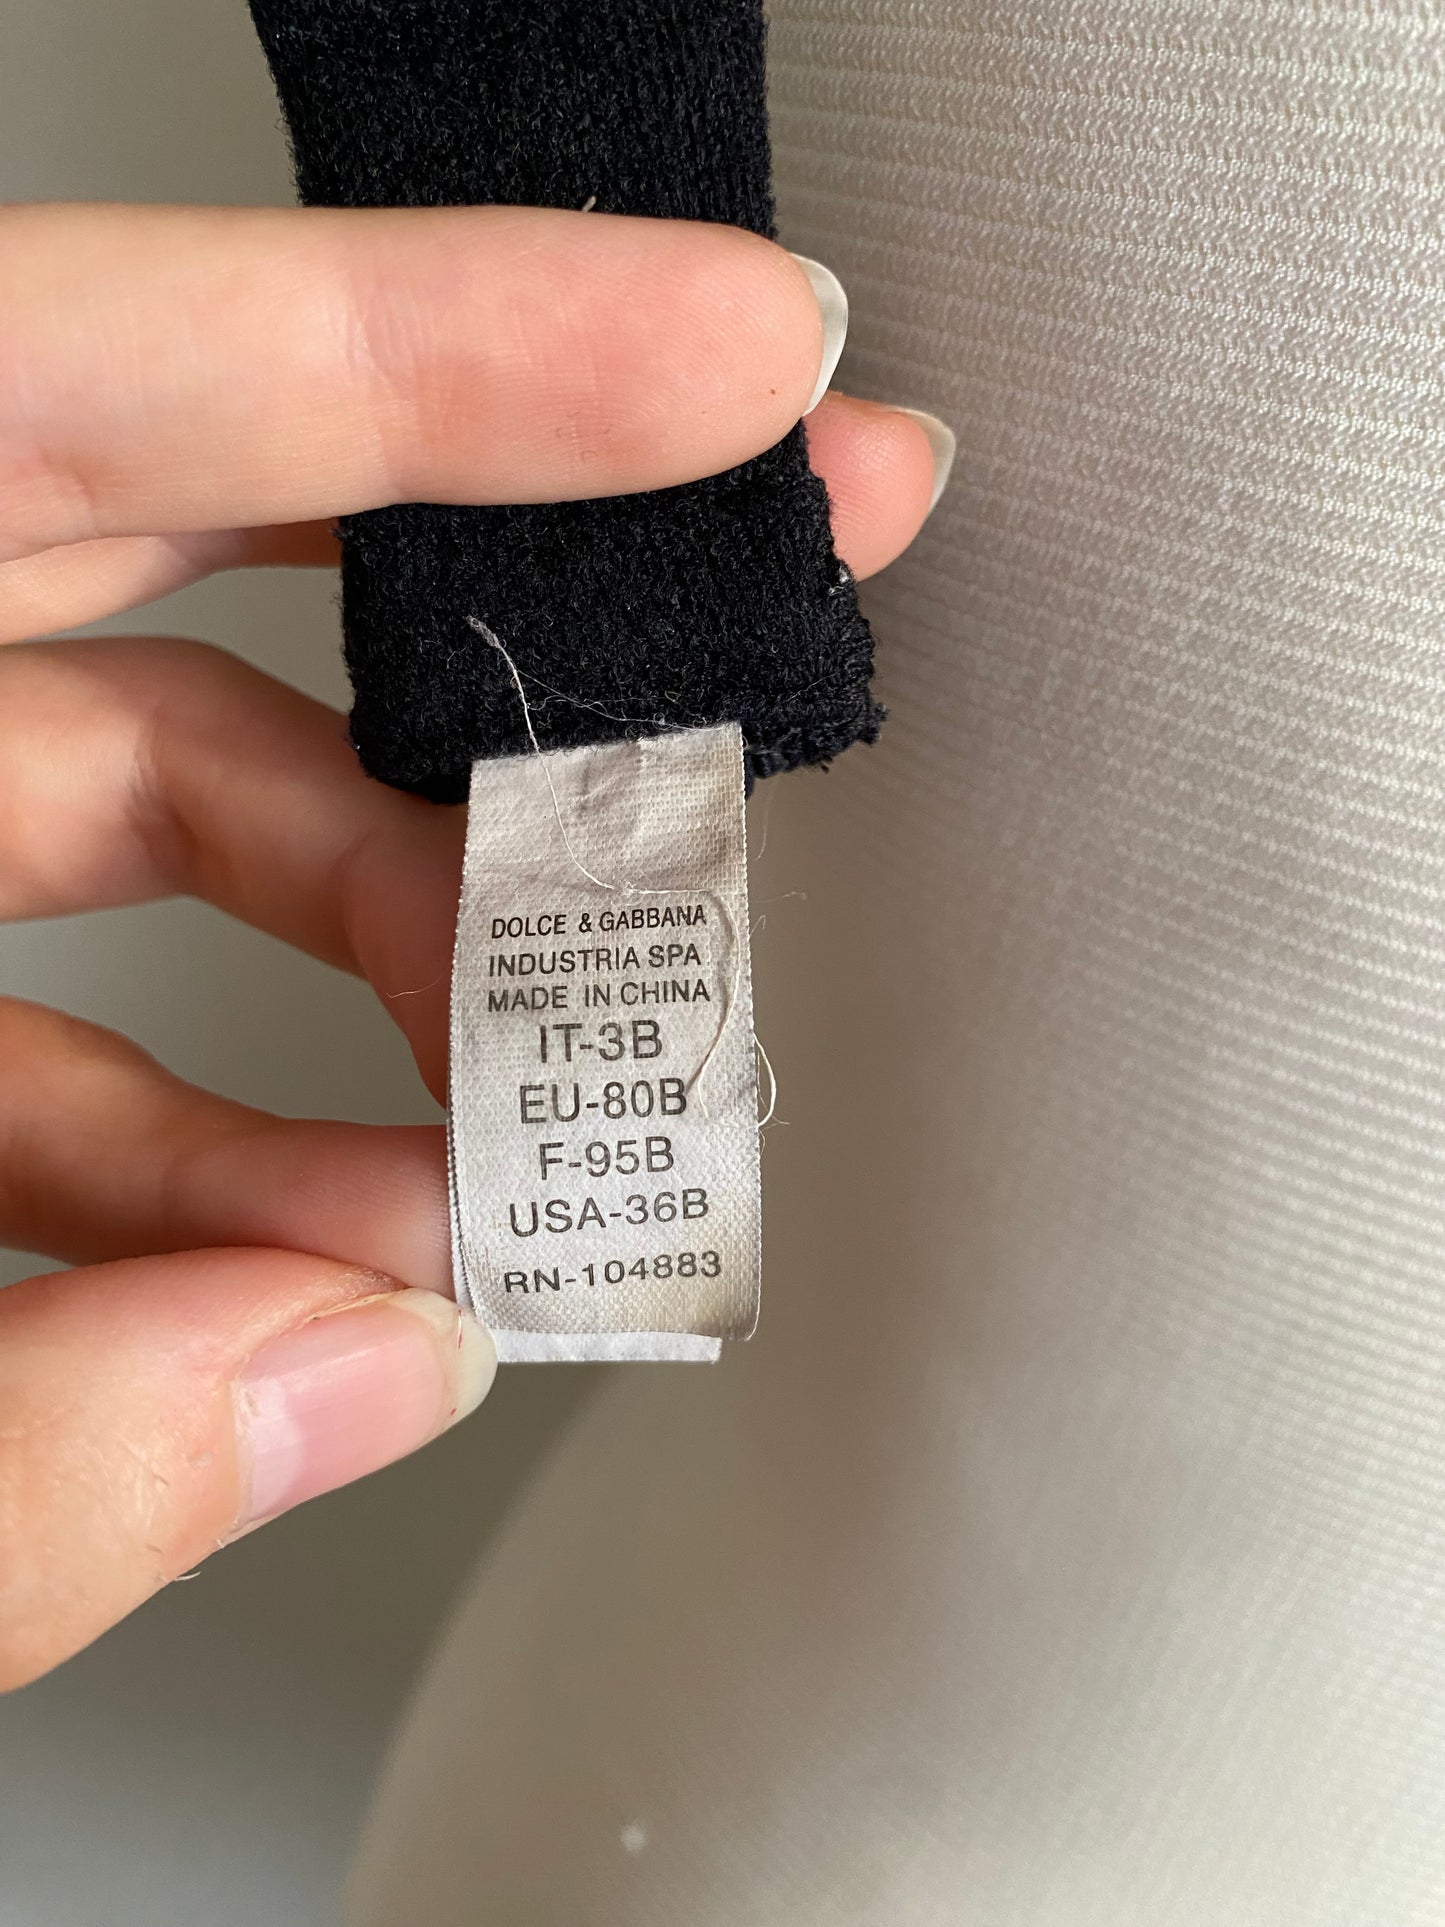 DOLCE & GABBANA
INDUSTRIA SPA
MADE IN CHINA
IT-3B
EU-80B
F-95B
USA-36B
RN-104883